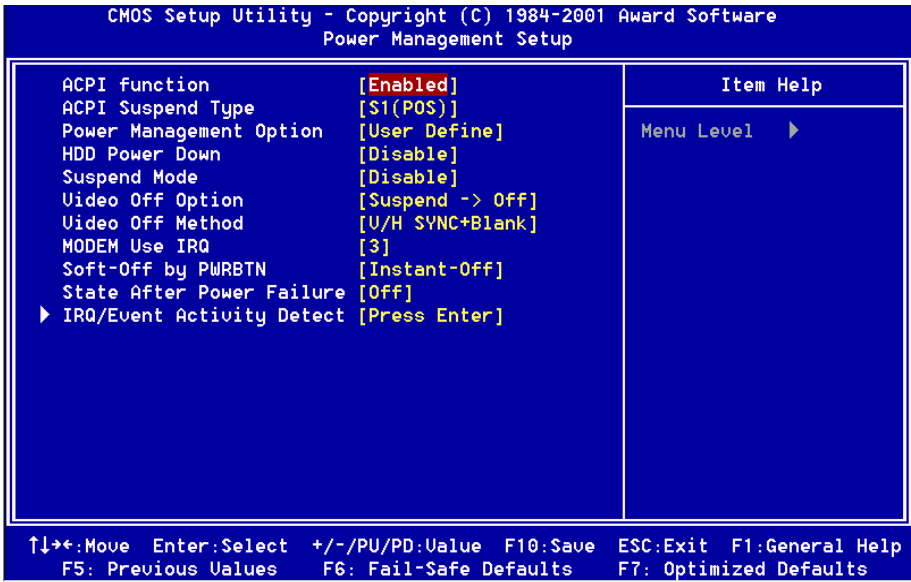 CMOS Setup Utility - Copyright (C) 1984-2001 Award Software
Power Management Setup
ACPI function [Enabled]
ACPI Suspend Type [S1(POS)]
Power Management Option [User Define]
HDD Power Down [Disable]
Suspend Mode [Disable]
Video Off Option [Suspend -> Off]
Video Off Method [V/H SYNC+Blank]
MODEM Use IRQ [3]
Soft-Off by PWRBTN [Instant-Off]
State After Power Failure [Off]
▶ IRQ/Event Activity Detect [Press Enter]
Item Help
Menu Level ▶
↑↓→←:Move Enter:Select +/-/PU/PD:Value F10:Save ESC:Exit F1:General Help
F5: Previous Values F6: Fail-Safe Defaults F7: Optimized Defaults